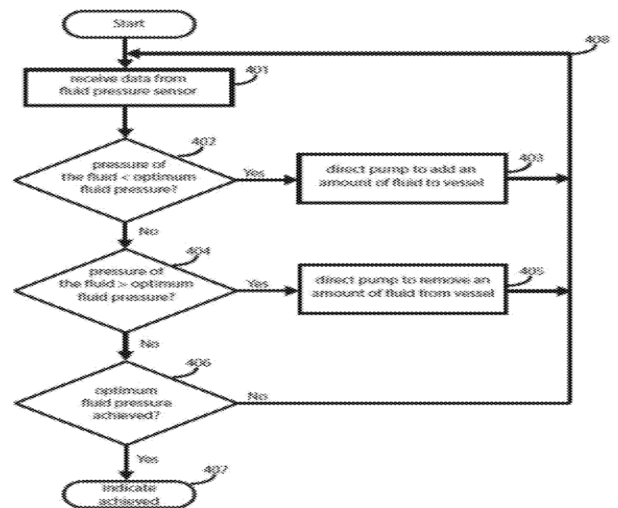 Start
408
receive data from
fluid pressure sensor
401
402
pressure of
the fluid < optimum
fluid pressure?
Yes
direct pump to add an
amount of fluid to vessel
403
No
404
pressure of
the fluid > optimum
fluid pressure?
Yes
direct pump to remove an
amount of fluid from vessel
405
No
406
optimum
fluid pressure
achieved?
No
Yes
407
indicate
achieved